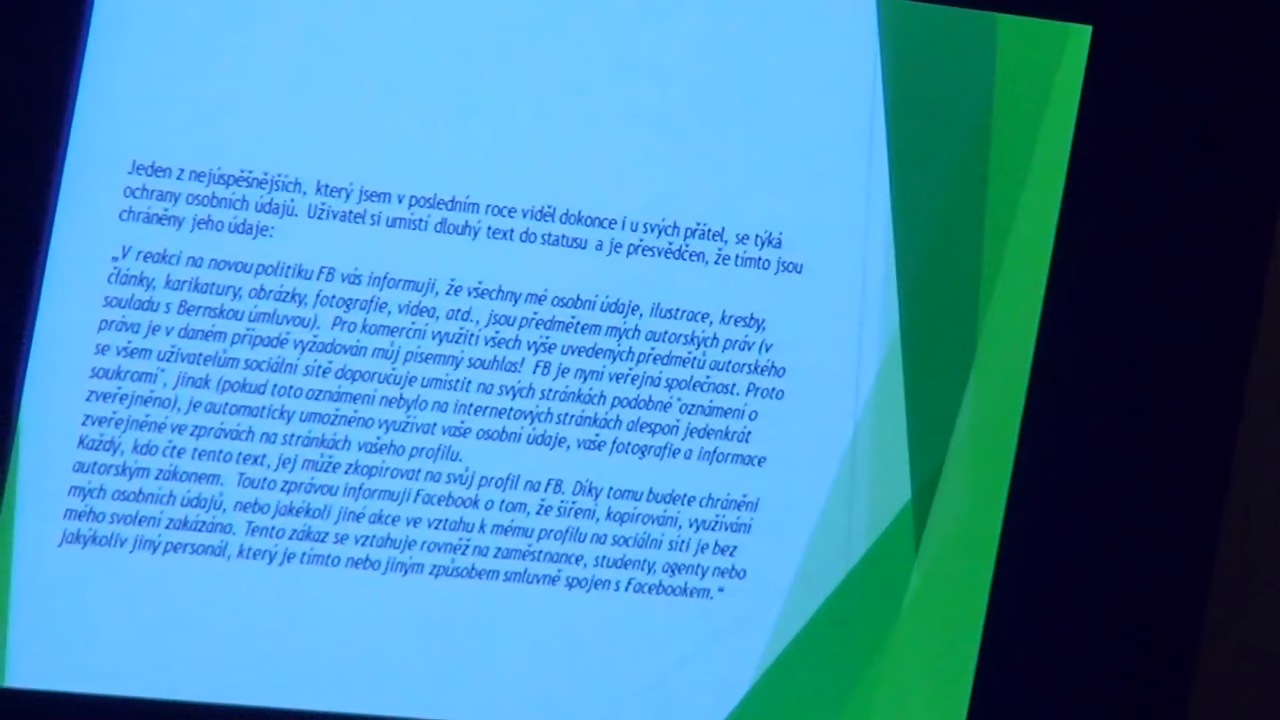 Jeden z nejúspěšnějších, který jsem v posledním roce viděl dokonce i u svých přátel, se týká
ochrany osobních údajů. Uživatel si umístí dlouhý text do statusu a je přesvědčen, že tímto jsou
chráněny jeho údaje:
„V reakci na novou politiku FB vás informuji, že všechny mé osobní údaje, ilustrace, kresby,
články, karikatury, obrázky, fotografie, videa, atd., jsou předmětem mých autorských práv (v
souladu s Bernskou úmluvou). Pro komerční využití všech výše uvedených předmětů autorského
práva je v daném případě vyžadován můj písemný souhlas! FB je nyní veřejná společnost. Proto
se všem uživatelům sociální sítě doporučuje umístit na svých stránkách podobné "oznámení o
soukromí", jinak (pokud toto oznámení nebylo na internetových stránkách alespoň jedenkrát
zveřejněno), je automaticky umožněno využívat vaše osobní údaje, vaše fotografie a informace
zveřejněné ve zprávách na stránkách vašeho profilu.
Každý, kdo čte tento text, jej může zkopírovat na svůj profil na FB. Díky tomu budete chráněni
autorským zákonem. Touto zprávou informuji Facebook o tom, že šíření, kopírování, využívání
mých osobních údajů, nebo jakékoli jiné akce ve vztahu k mému profilu na sociální síti je bez
mého svolení zakázáno. Tento zákaz se vztahuje rovněž na zaměstnance, studenty, agenty nebo
jakýkoliv jiný personál, který je tímto nebo jiným způsobem smluvně spojen s Facebookem."